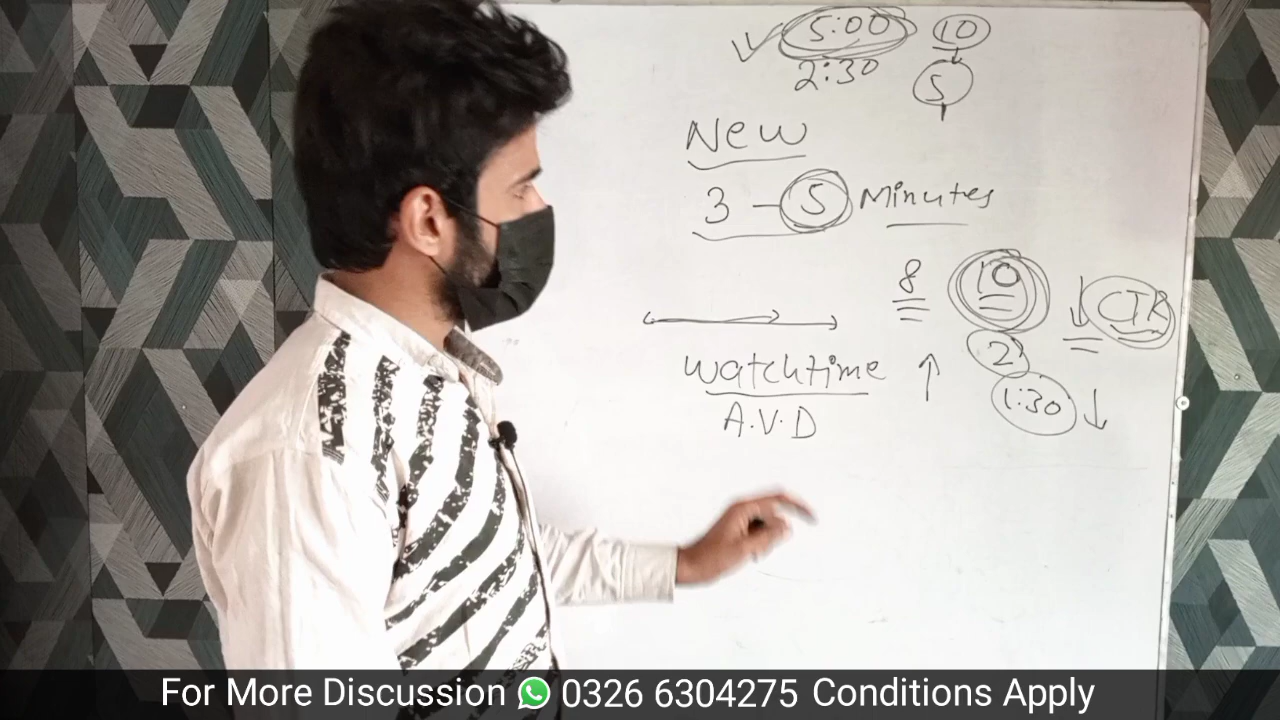 5:00 10
2:30 5
New
3 - 5 Minutes
8 10 CTR
2
watchtime
1:30
A.V.D
For More Discussion 0326 6304275 Conditions Apply